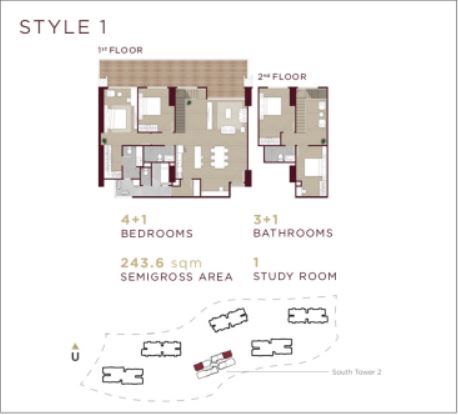 STYLE 1
1st FLOOR
2nd FLOOR
4+1
BEDROOMS
3+1
BATHROOMS
243.6 sqm
SEMIGROSS AREA
1
STUDY ROOM
U
South Tower 2